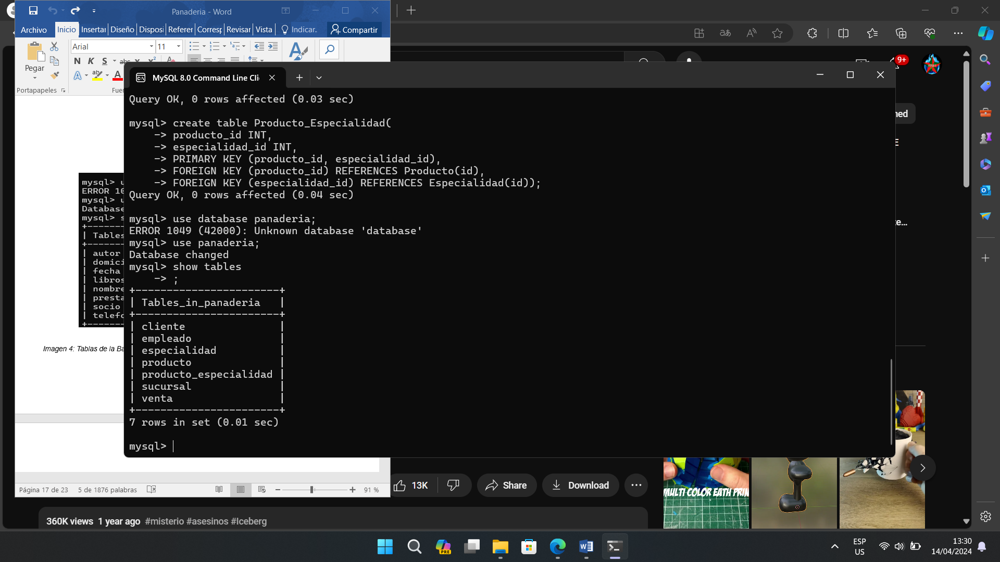 Panaderia - Word
Archivo
Inicio
Insertar
Diseño
Disposi
Referer
Corresp
Revisar
Vista
Indicar.
Compartir
Pegar
Arial
11
N K S abc x x²
A ab A
Portapapeles
Fuer
9+
MySQL 8.0 Command Line Cli
Query OK, 0 rows affected (0.03 sec)
mysql> create table Producto_Especialidad(
-> producto_id INT,
-> especialidad_id INT,
-> PRIMARY KEY (producto_id, especialidad_id),
-> FOREIGN KEY (producto_id) REFERENCES Producto(id),
-> FOREIGN KEY (especialidad_id) REFERENCES Especialidad(id));
Query OK, 0 rows affected (0.04 sec)
mysql> use database panaderia;
ERROR 1049 (42000): Unknown database 'database'
mysql> use panaderia;
Database changed
mysql> show tables
-> ;
+-----------------------+
| Tables_in_panaderia |
+-----------------------+
| cliente |
| empleado |
| especialidad |
| producto |
| producto_especialidad |
| sucursal |
| venta |
+-----------------------+
7 rows in set (0.01 sec)
mysql>
mysql> u
ERROR 10
mysql> u
Database
mysql> s
+-------
| Tables
+-------
| autor
| domici
| fecha
| libros
| nombre
| presta
| socio
| telefo
+-------
Imagen 4: Tablas de la Ba
ned
E
te...
Página 17 de 23
5 de 1876 palabras
91 %
13K
Share
Download
MULTI COLOR EATH PRIN
360K views 1 year ago #misterio #asesinos #Iceberg
PRE
ESP
US
13:30
14/04/2024